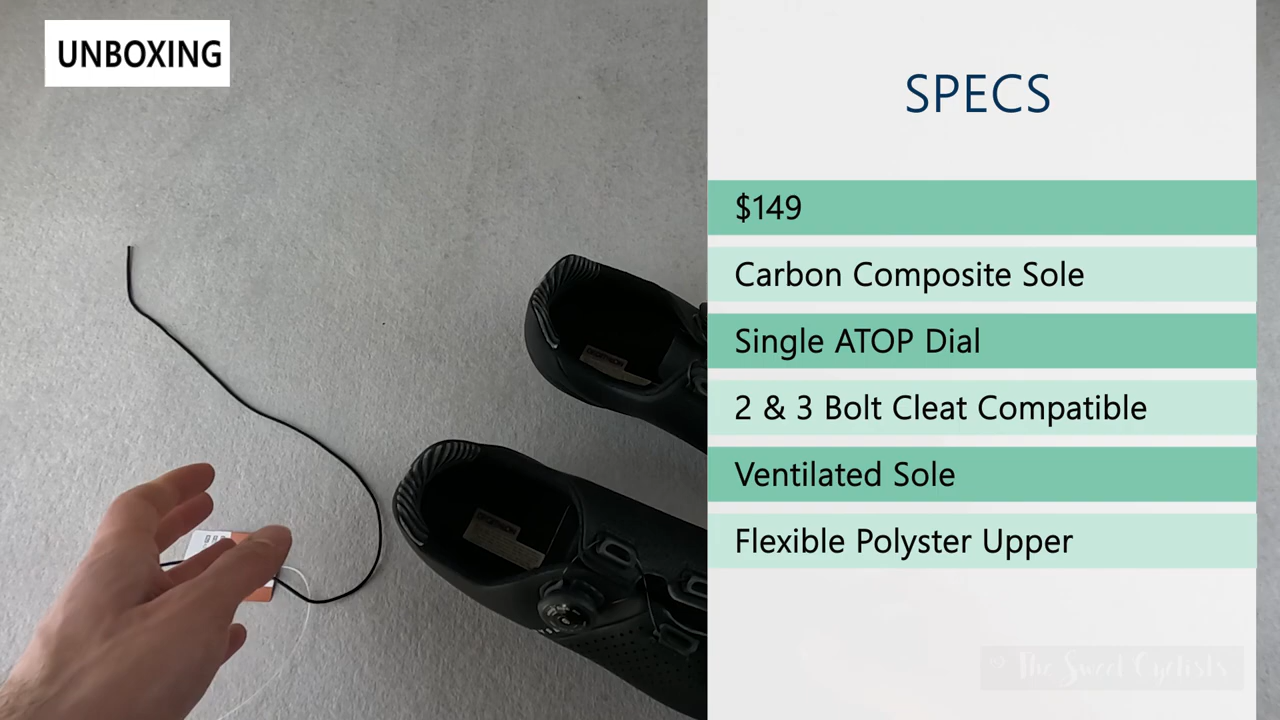 UNBOXING
SPECS
$149
Carbon Composite Sole
Single ATOP Dial
2 & 3 Bolt Cleat Compatible
Ventilated Sole
Flexible Polyster Upper
The Sweet Cyclists